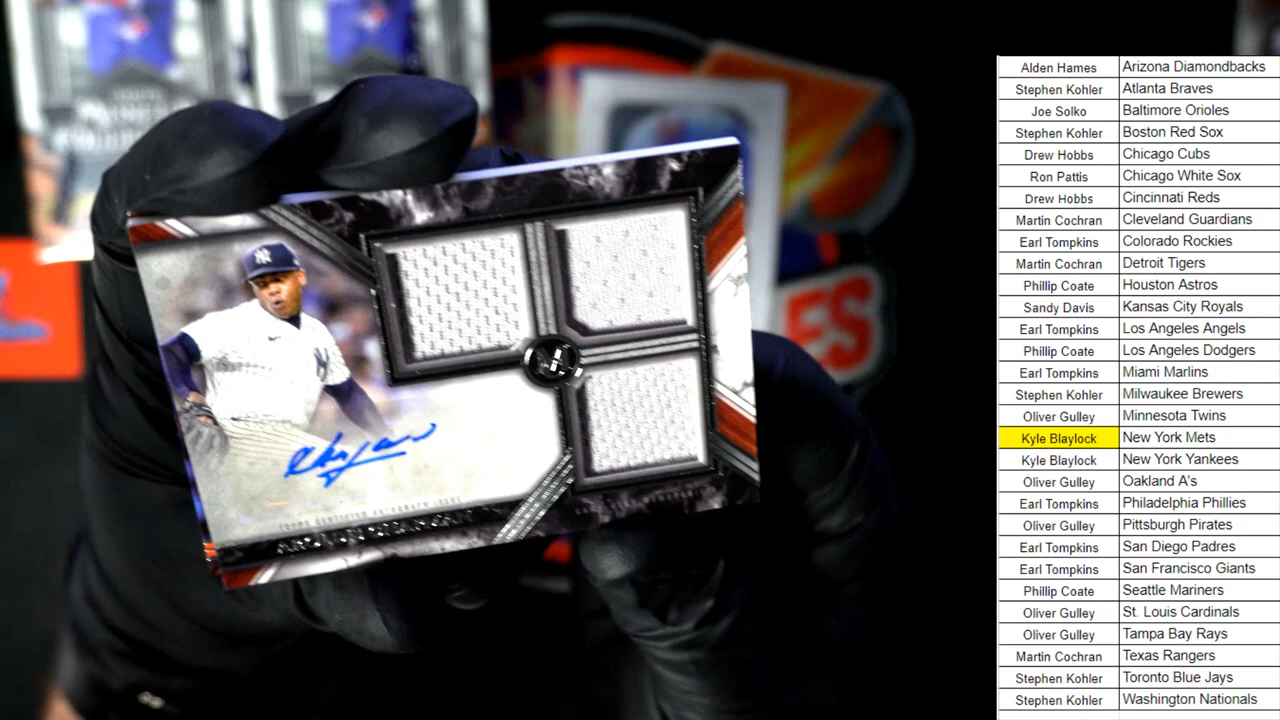 Alden Hames Arizona Diamondbacks
Stephen Kohler Atlanta Braves
Joe Solko Baltimore Orioles
Stephen Kohler Boston Red Sox
Drew Hobbs Chicago Cubs
Ron Pattis Chicago White Sox
Drew Hobbs Cincinnati Reds
Martin Cochran Cleveland Guardians
Earl Tompkins Colorado Rockies
Martin Cochran Detroit Tigers
Phillip Coate Houston Astros
Sandy Davis Kansas City Royals
Earl Tompkins Los Angeles Angels
Phillip Coate Los Angeles Dodgers
Earl Tompkins Miami Marlins
Stephen Kohler Milwaukee Brewers
Oliver Gulley Minnesota Twins
Kyle Blaylock New York Mets
Kyle Blaylock New York Yankees
Oliver Gulley Oakland A's
Earl Tompkins Philadelphia Phillies
Oliver Gulley Pittsburgh Pirates
Earl Tompkins San Diego Padres
Earl Tompkins San Francisco Giants
Phillip Coate Seattle Mariners
Oliver Gulley St. Louis Cardinals
Oliver Gulley Tampa Bay Rays
Martin Cochran Texas Rangers
Stephen Kohler Toronto Blue Jays
Stephen Kohler Washington Nationals
ES
TOPPS CERTIFIED AUTOGRAPH ISSUE